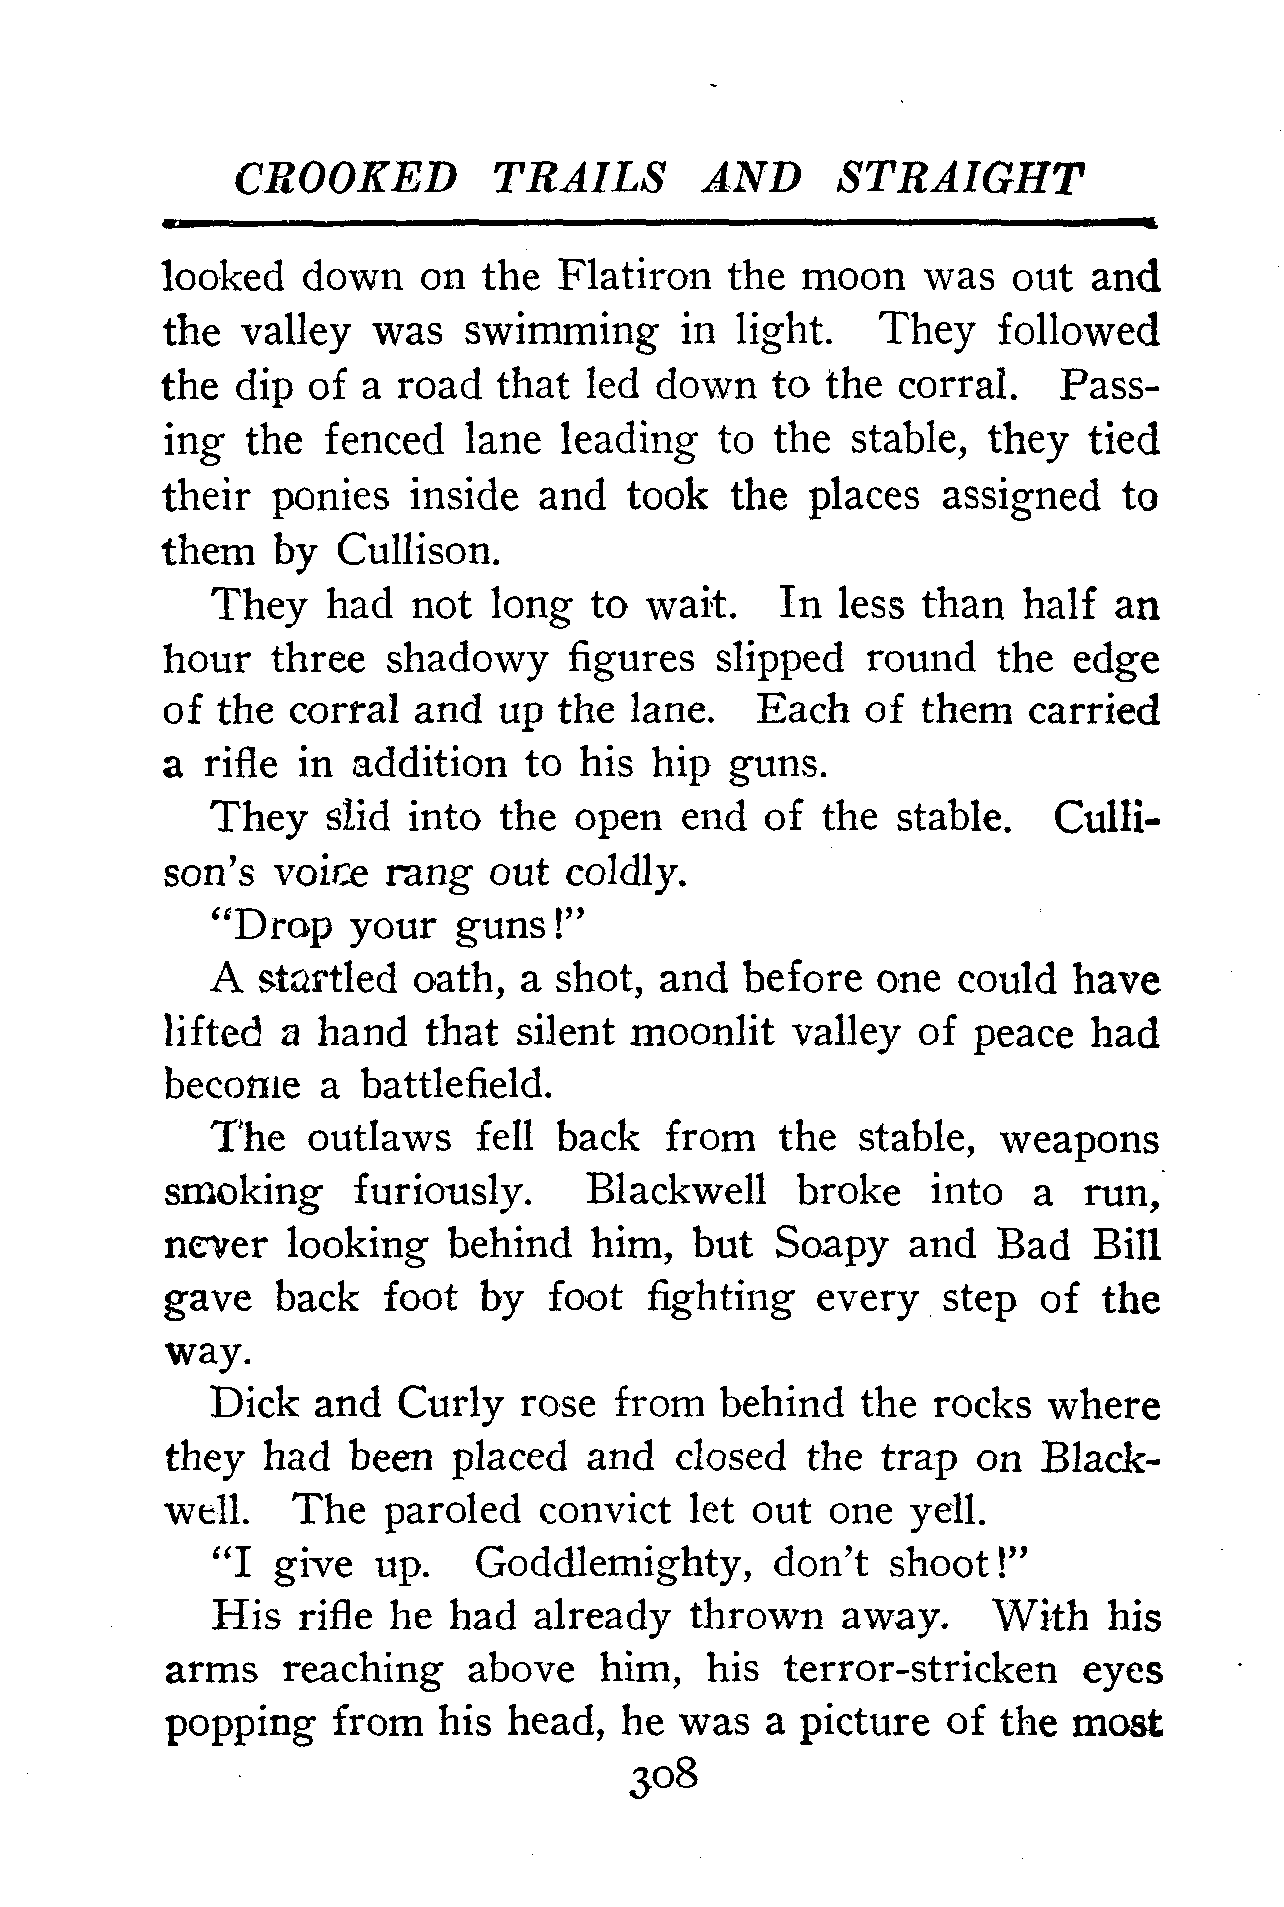 CROOKED TRAILS AND STRAIGHT
looked down on the Flatiron the moon was out and
the valley was swimming in light. They followed
the dip of a road that led down to the corral. Pass-
ing the fenced lane leading to the stable, they tied
their ponies inside and took the places assigned to
them by Cullison.
They had not long to wait. In less than half an
hour three shadowy figures slipped round the edge
of the corral and up the lane. Each of them carried
a rifle in addition to his hip guns.
They slid into the open end of the stable. Culli-
son's voice rang out coldly.
"Drop your guns!"
A startled oath, a shot, and before one could have
lifted a hand that silent moonlit valley of peace had
become a battlefield.
The outlaws fell back from the stable, weapons
smoking furiously. Blackwell broke into a run,
never looking behind him, but Soapy and Bad Bill
gave back foot by foot fighting every step of the
way.
Dick and Curly rose from behind the rocks where
they had been placed and closed the trap on Black-
well. The paroled convict let out one yell.
"I give up. Goddlemighty, don't shoot!"
His rifle he had already thrown away. With his
arms reaching above him, his terror-stricken eyes
popping from his head, he was a picture of the most
308